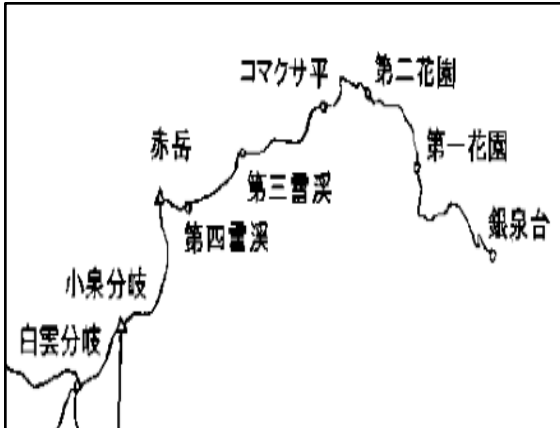 コマクサ平
第二花園
赤岳
第一花園
第三雪渓
第四雪渓
銀泉台
小泉分岐
白雲分岐